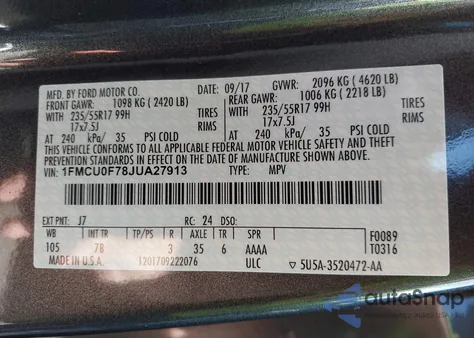 MFD. BY FORD MOTOR CO.
09/17 GVWR: 2096 KG ( 4620 LB)
FRONT GAWR: 1098 KG ( 2420 LB) REAR GAWR: 1006 KG ( 2218 LB)
WITH 235/55R17 99H TIRES WITH 235/55R17 99H TIRES
17x7.5J RIMS 17x7.5J RIMS
AT 240 kPa/ 35 PSI COLD AT 240 kPa/ 35 PSI COLD
THIS VEHICLE CONFORMS TO ALL APPLICABLE FEDERAL MOTOR VEHICLE SAFETY, BUMPER, AND
THEFT PREVENTION STANDARDS IN EFFECT ON THE DATE OF MANUFACTURE SHOWN ABOVE.
VIN: 1FMCU0F78JUA27913 TYPE: MPV
EXT PNT: J7 RC: 24 DSO: F0089
WB INT TR R AXLE TR SPR T0316
105 7B 3 35 6 AAAA
MADE IN U.S.A. 1201709222076 ULC ▽ 5U5A-3520472-AA
autoSnap